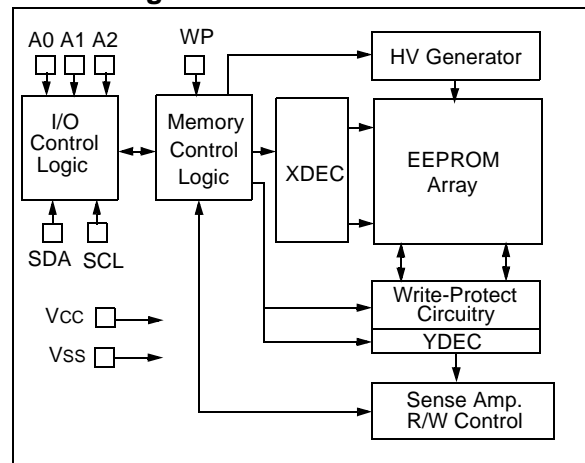 A0 A1 A2
WP
HV Generator
I/O
Control
Logic
Memory
Control
Logic
XDEC
EEPROM
Array
SDA
SCL
Write-Protect
Circuitry
YDEC
VCC
VSS
Sense Amp.
R/W Control